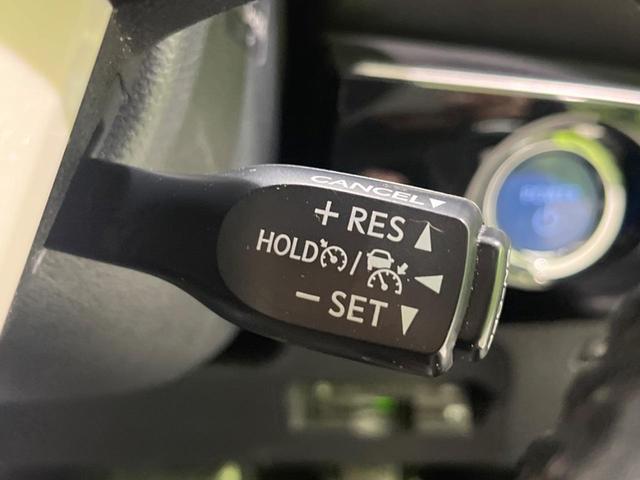 CANCEL▼
+ RES ▲
HOLD / ◀
− SET ▼